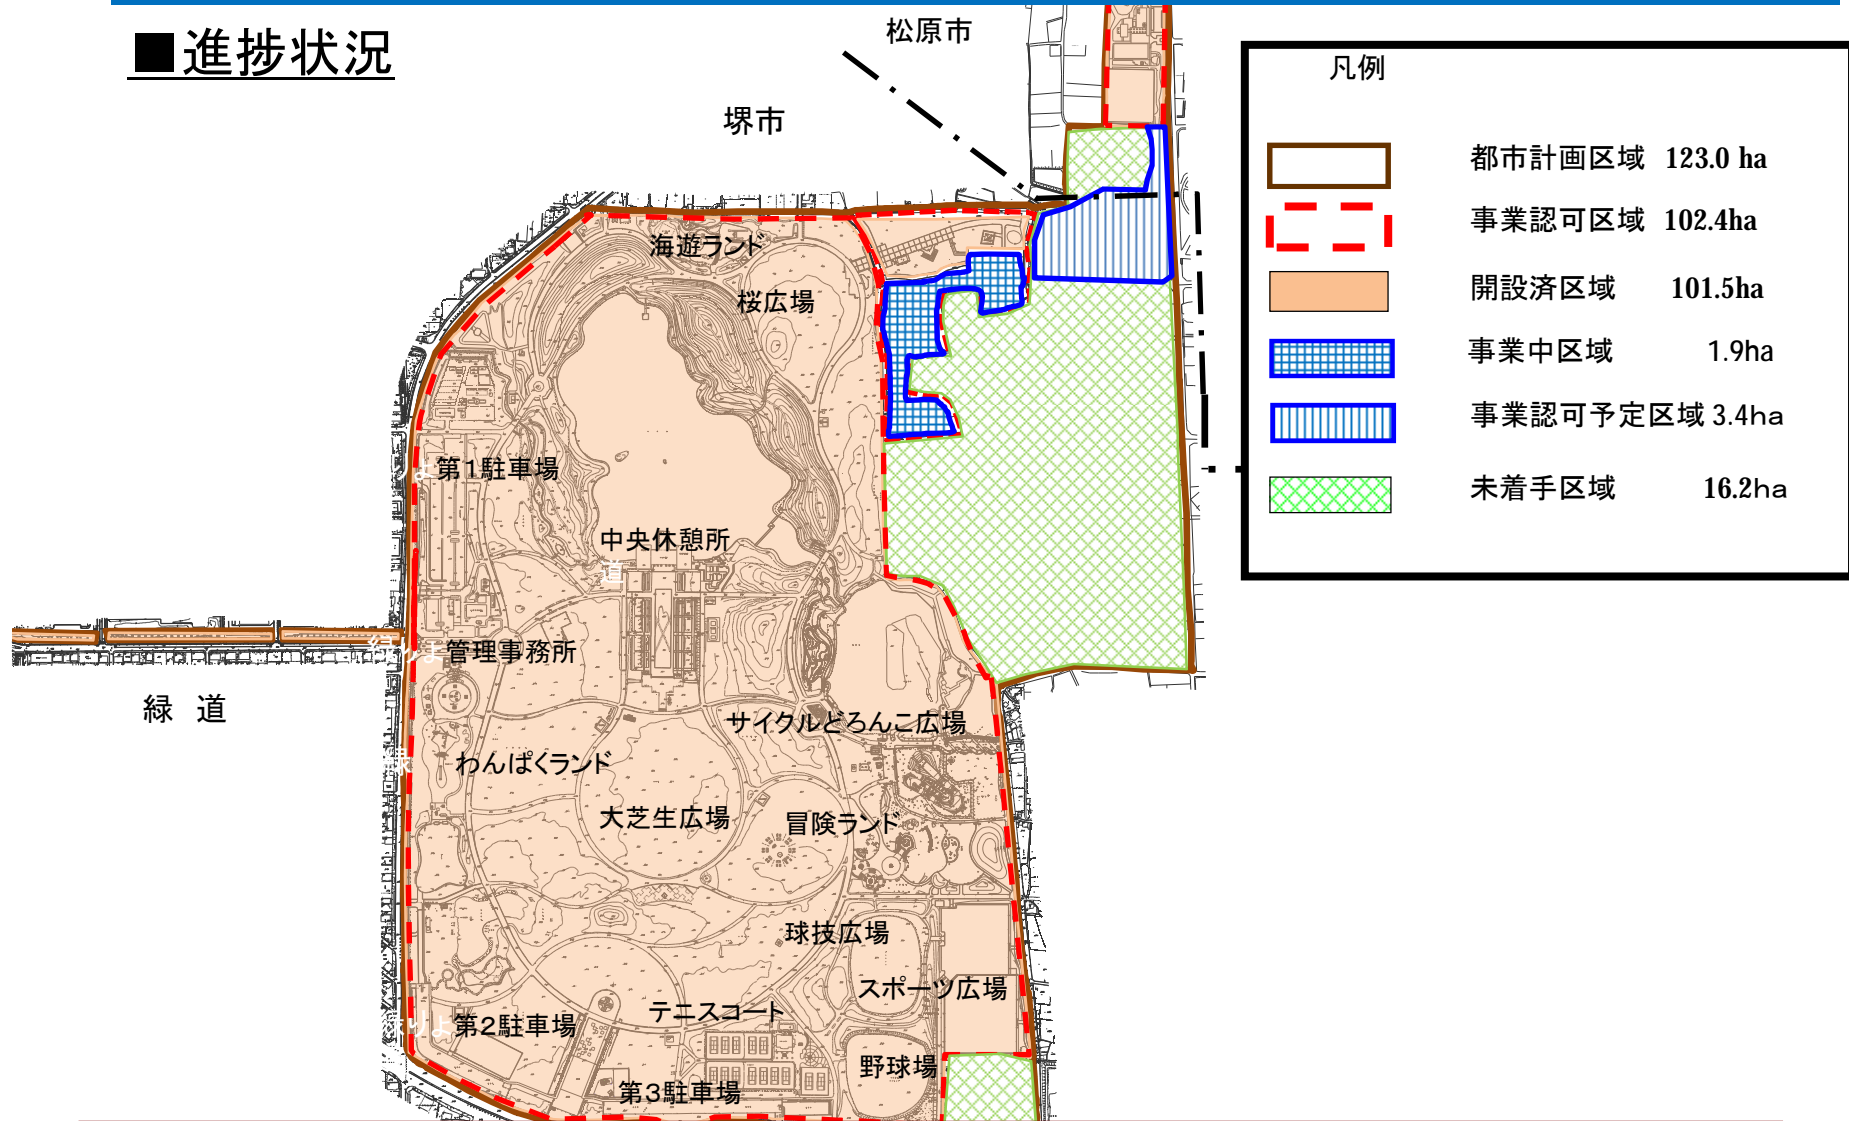 ■進捗状況
松原市
堺市
凡例
都市計画区域 123.0 ha
事業認可区域 102.4ha
開設済区域 101.5ha
事業中区域 1.9ha
事業認可予定区域 3.4ha
未着手区域 16.2ha
海遊ランド
桜広場
第1駐車場
中央休憩所
道
管理事務所
緑 道
サイクルどろんこ広場
わんぱくランド
大芝生広場
冒険ランド
球技広場
スポーツ広場
テニスコート
第2駐車場
野球場
第3駐車場